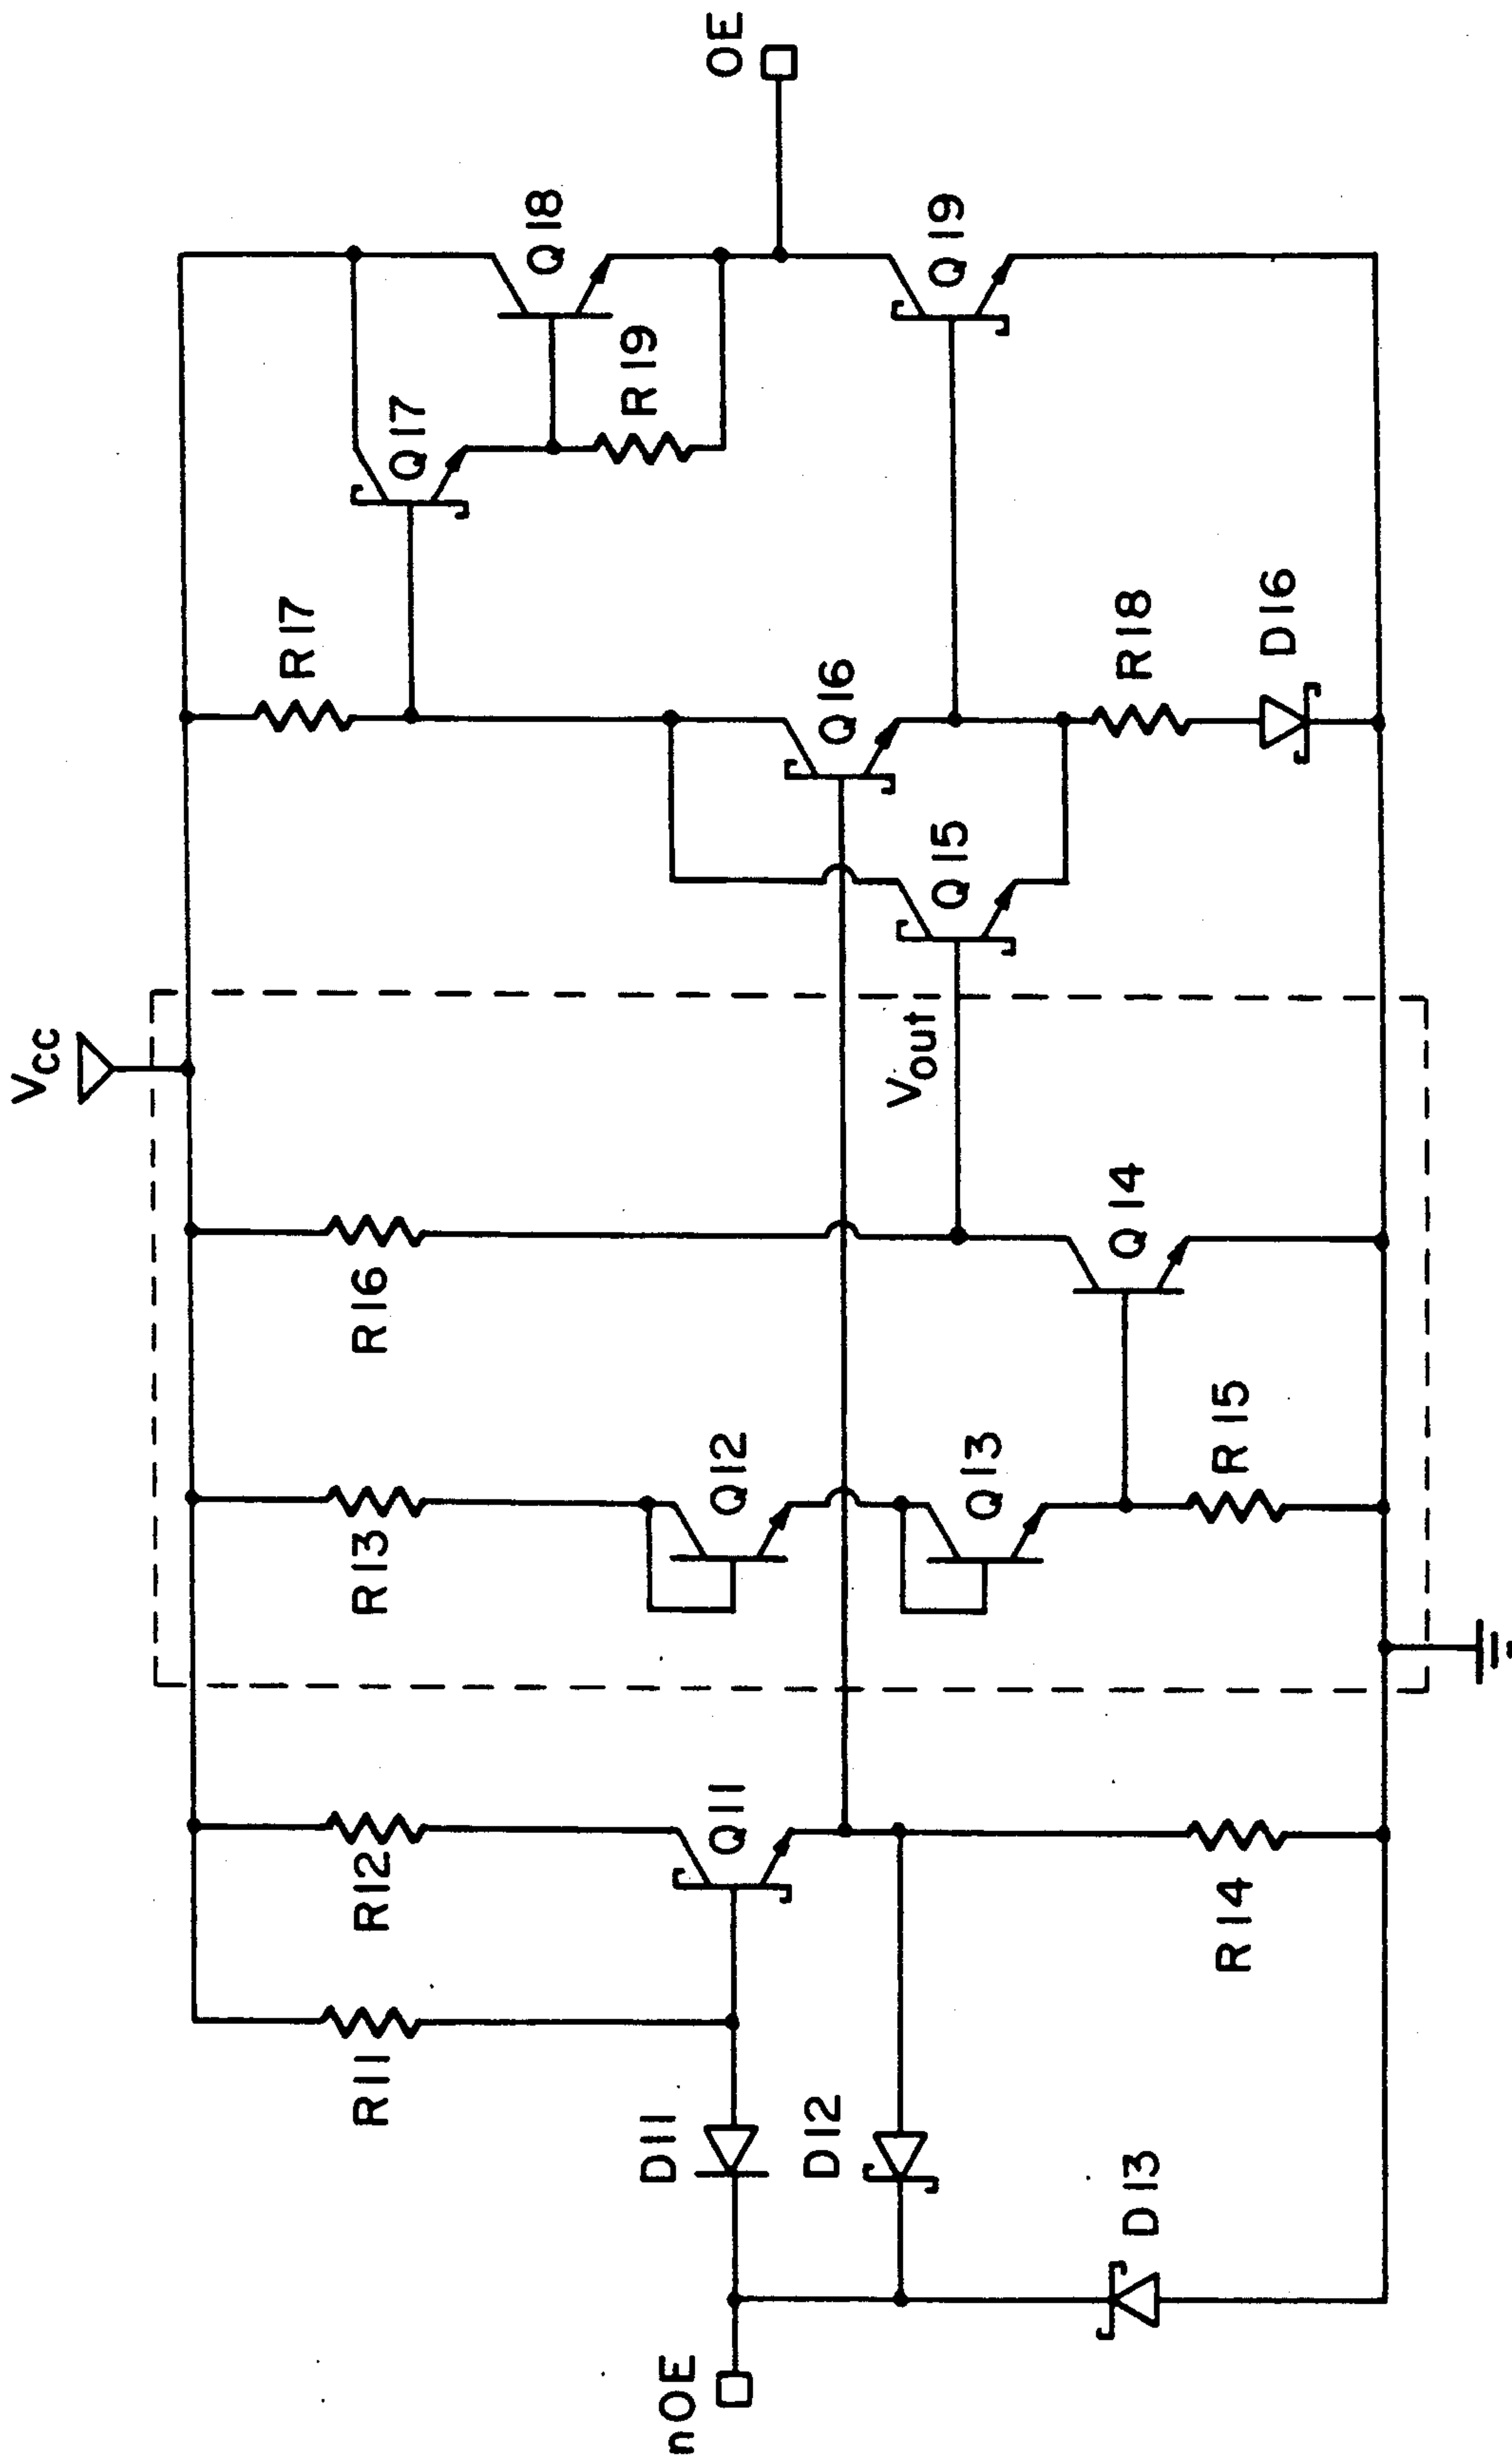 Vcc
OE
R17
Q17
Q18
R19
R16
R13
R12
R11
Q16
Q15
Q19
Vout
Q12
Q11
D11
D12
Q13
Q14
R18
D16
R15
R14
D13
nOE